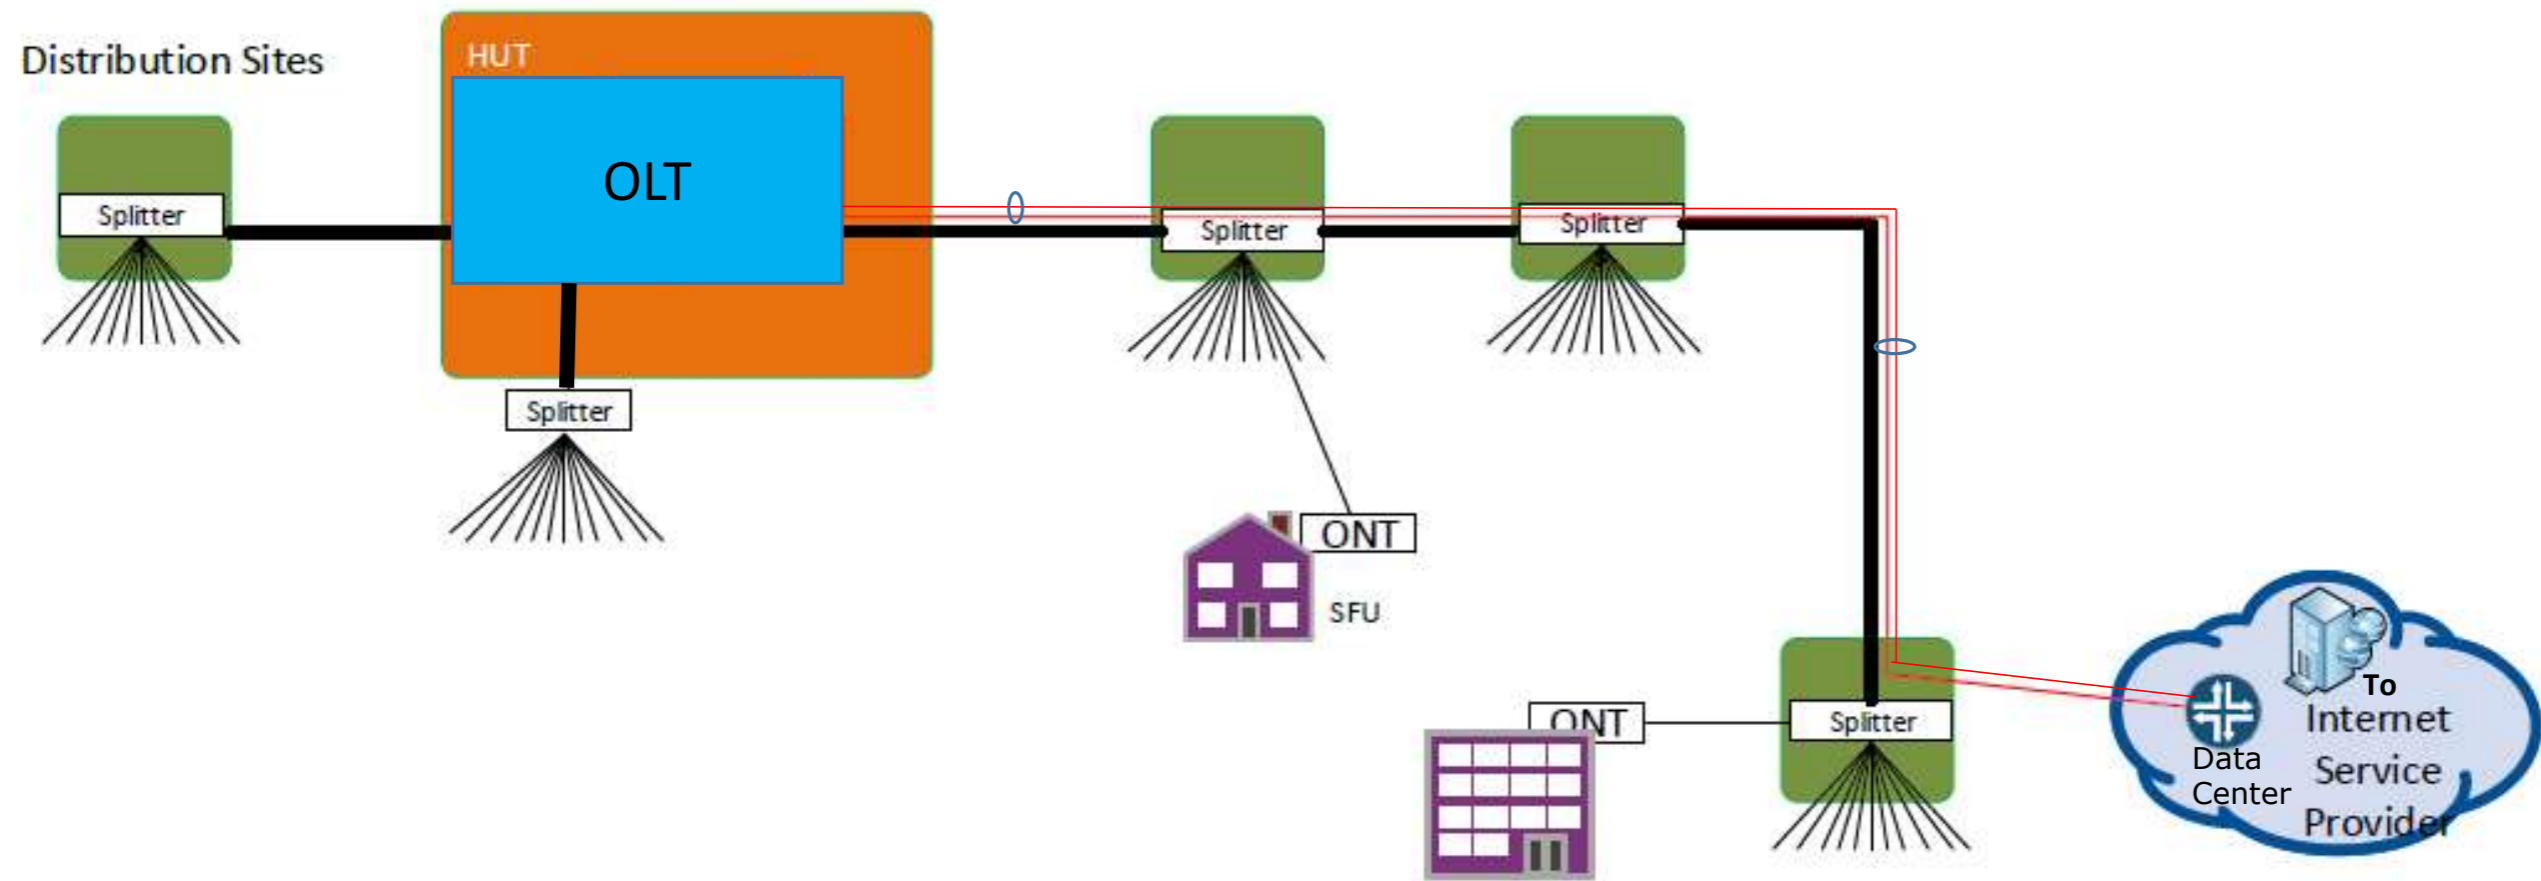 Distribution Sites
HUT
OLT
Splitter
Splitter
Splitter
Splitter
ONT
SFU
ONT
Splitter
To
Internet
Service
Provider
Data
Center